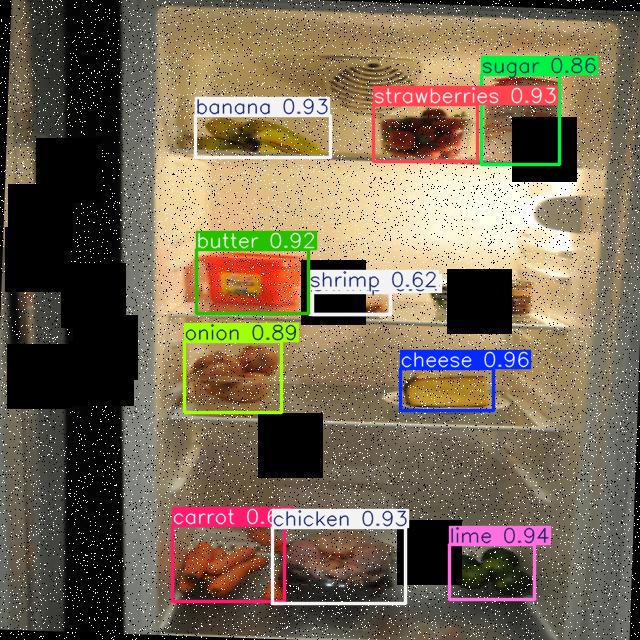 sugar 0.86
strawberries 0.93
banana 0.93
butter 0.92
shrimp 0.62
onion 0.89
cheese 0.96
carrot
chicken 0.93
lime 0.94